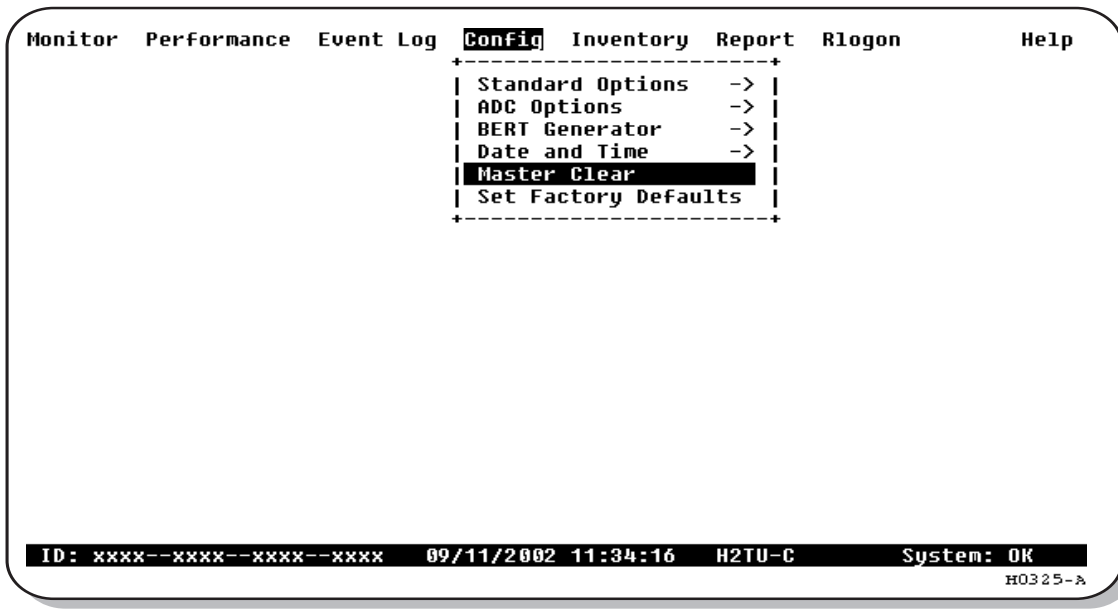 Monitor Performance Event Log Config Inventory Report Rlogon Help
Standard Options ->
ADC Options ->
BERT Generator ->
Date and Time ->
Master Clear
Set Factory Defaults
ID: xxxx--xxxx--xxxx--xxxx 09/11/2002 11:34:16 H2TU-C System: OK
H0325-A